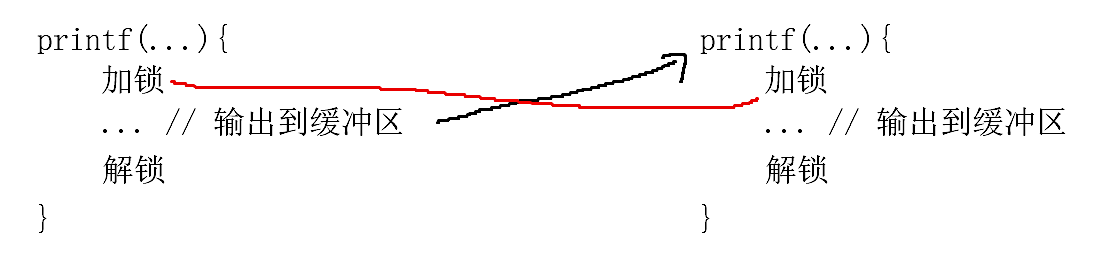 printf(...){
加锁
... // 输出到缓冲区
解锁
}
printf(...){
加锁
... // 输出到缓冲区
解锁
}